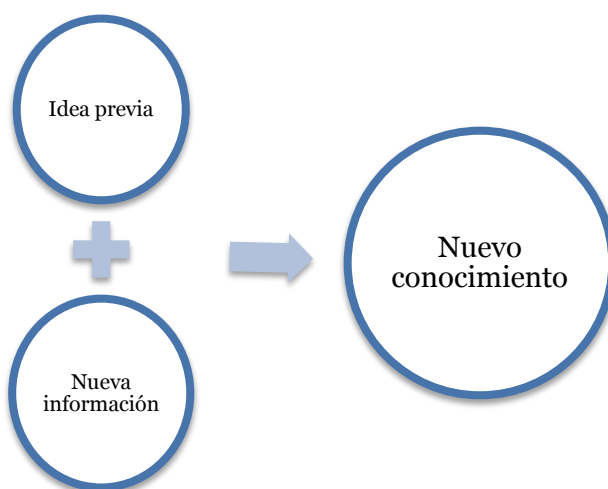 Idea previa
Nueva
información
Nuevo
conocimiento